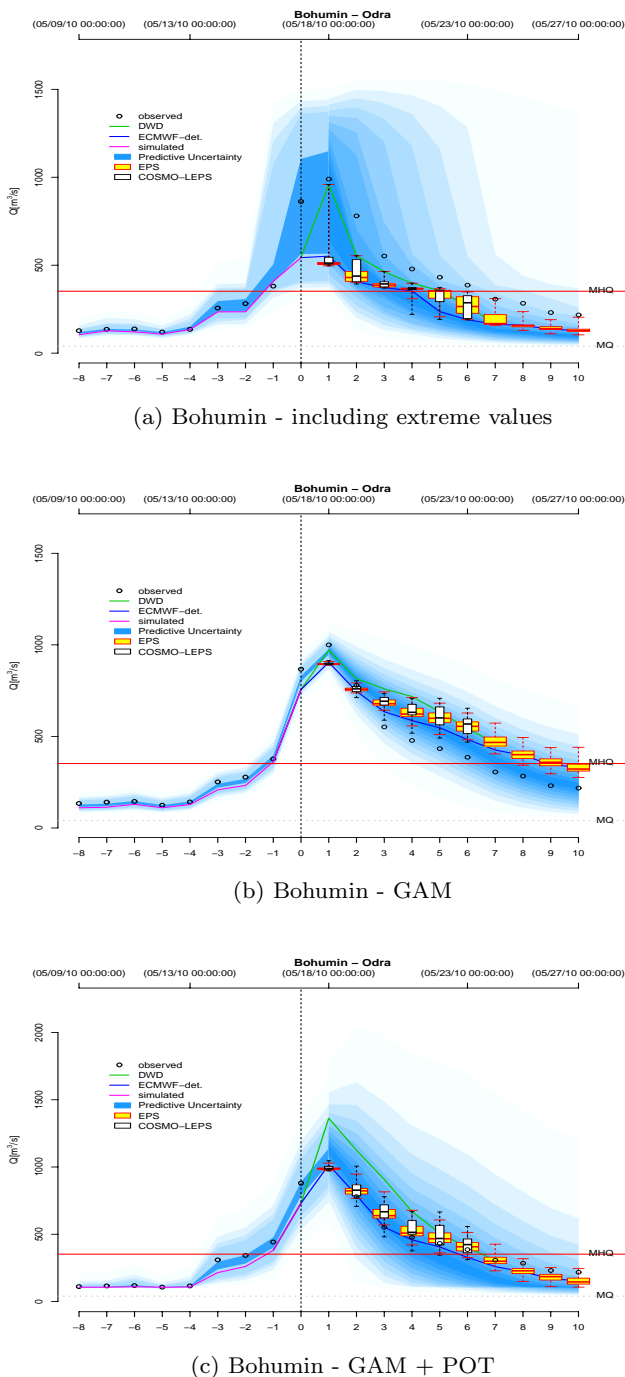 Bohumin – Odra
(05/09/10 00:00:00) (05/13/10 00:00:00) (05/18/10 00:00:00) (05/23/10 00:00:00) (05/27/10 00:00:00)
1500
1000
500
0
Q[m³/s]
observed
DWD
ECMWF–det.
simulated
Predictive Uncertainty
EPS
COSMO–LEPS
MHQ
MQ
−8 −7 −6 −5 −4 −3 −2 −1 0 1 2 3 4 5 6 7 8 9 10
(a) Bohumin - including extreme values
Bohumin – Odra
(05/09/10 00:00:00) (05/13/10 00:00:00) (05/18/10 00:00:00) (05/23/10 00:00:00) (05/27/10 00:00:00)
1500
1000
500
0
Q[m³/s]
observed
DWD
ECMWF–det.
simulated
Predictive Uncertainty
EPS
COSMO–LEPS
MHQ
MQ
−8 −7 −6 −5 −4 −3 −2 −1 0 1 2 3 4 5 6 7 8 9 10
(b) Bohumin - GAM
Bohumin – Odra
(05/09/10 00:00:00) (05/13/10 00:00:00) (05/18/10 00:00:00) (05/23/10 00:00:00) (05/27/10 00:00:00)
2000
1500
1000
500
0
Q[m³/s]
observed
DWD
ECMWF–det.
simulated
Predictive Uncertainty
EPS
COSMO–LEPS
MHQ
MQ
−8 −7 −6 −5 −4 −3 −2 −1 0 1 2 3 4 5 6 7 8 9 10
(c) Bohumin - GAM + POT